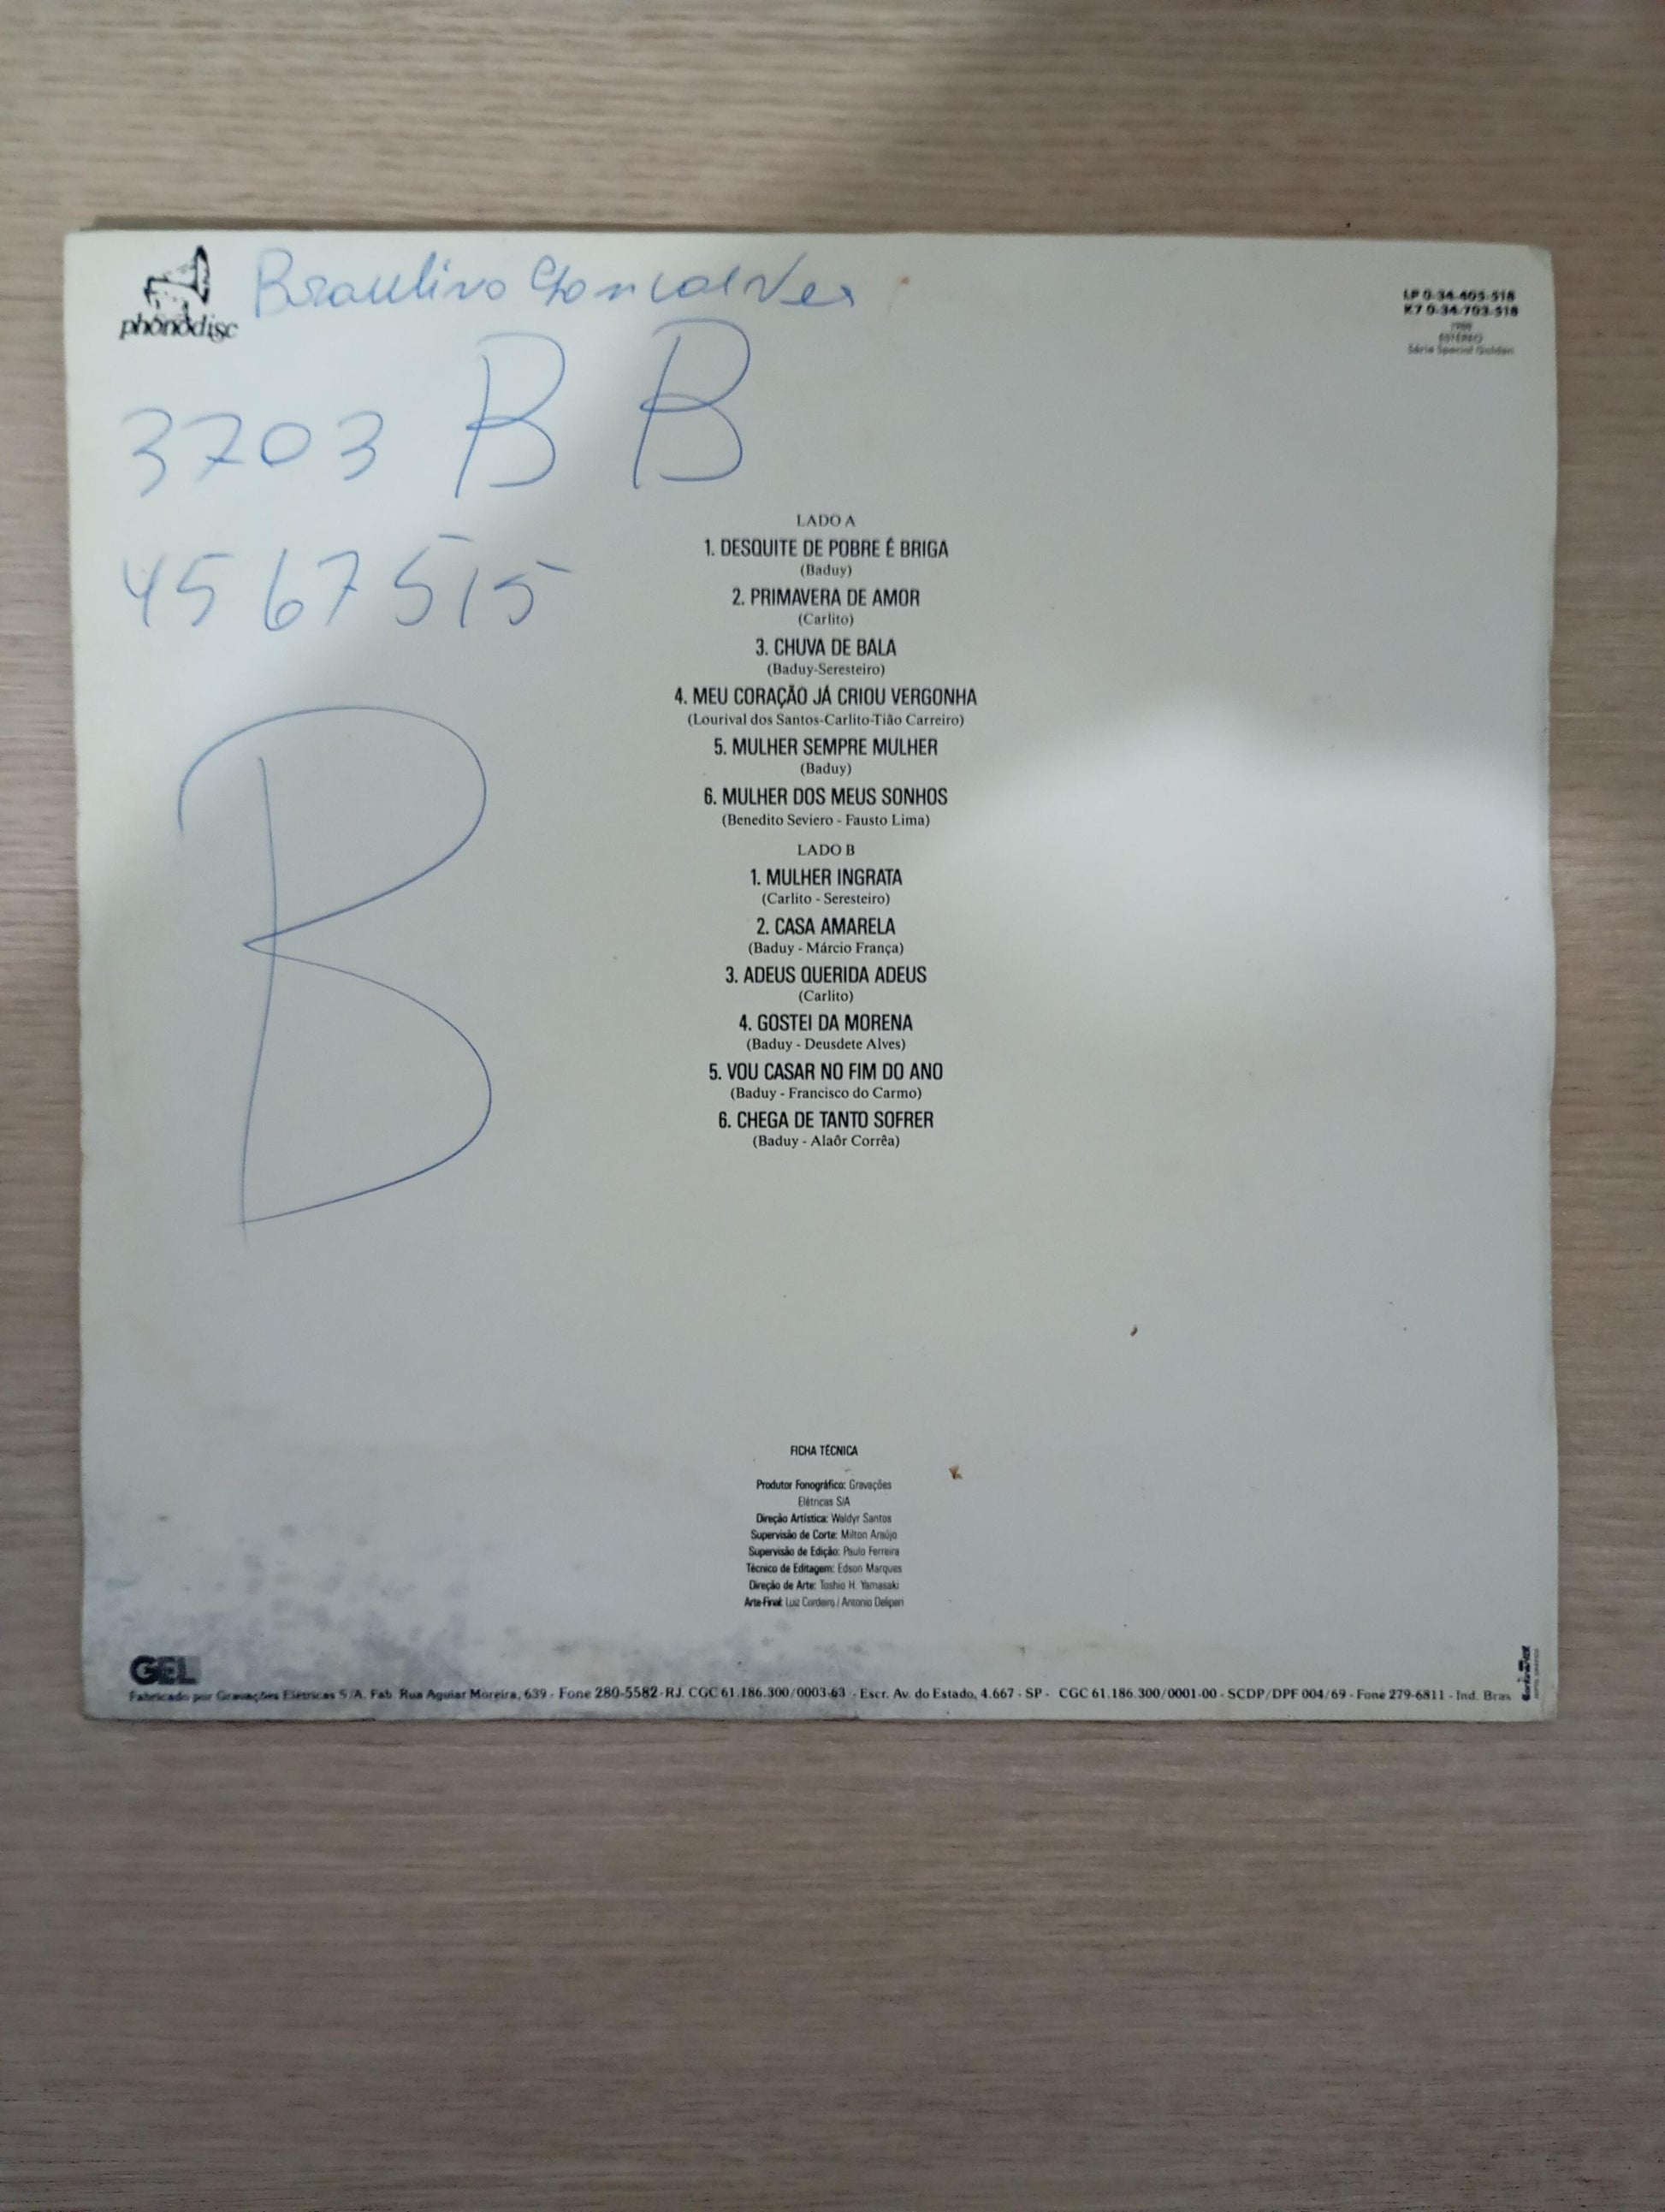 phonodisc
Braulino Gonçalves
LP 0-34-405-518
K7 0-34-703-518
1988
ESTÉREO
Série Special Golden
3703 B B
4567515
B
LADO A
1. DESQUITE DE POBRE É BRIGA
(Baduy)
2. PRIMAVERA DE AMOR
(Carlito)
3. CHUVA DE BALA
(Baduy-Seresteiro)
4. MEU CORAÇÃO JÁ CRIOU VERGONHA
(Lourival dos Santos-Carlito-Tião Carreiro)
5. MULHER SEMPRE MULHER
(Baduy)
6. MULHER DOS MEUS SONHOS
(Benedito Seviero - Fausto Lima)
LADO B
1. MULHER INGRATA
(Carlito - Seresteiro)
2. CASA AMARELA
(Baduy - Márcio França)
3. ADEUS QUERIDA ADEUS
(Carlito)
4. GOSTEI DA MORENA
(Baduy - Deusdete Alves)
5. VOU CASAR NO FIM DO ANO
(Baduy - Francisco do Carmo)
6. CHEGA DE TANTO SOFRER
(Baduy - Alaôr Corrêa)
FICHA TÉCNICA
Produtor Fonográfico: Gravações
Elétricas S/A
Direção Artística: Waldyr Santos
Supervisão de Corte: Milton Araújo
Supervisão de Edição: Paulo Ferreira
Técnico de Editagem: Edson Marques
Direção de Arte: Toshio H. Yamasaki
Arte-Final: Luiz Cordeiro / Antonio Deliperi
GEL
Fabricado por Gravações Elétricas S/A. Fab. Rua Aguiar Moreira, 639 - Fone 280-5582 - RJ. CGC 61.186.300/0003-63 - Escr. Av. do Estado, 4.667 - SP - CGC 61.186.300/0001-00 - SCDP/DPF 004/69 - Fone 279-6811 - Ind. Bras